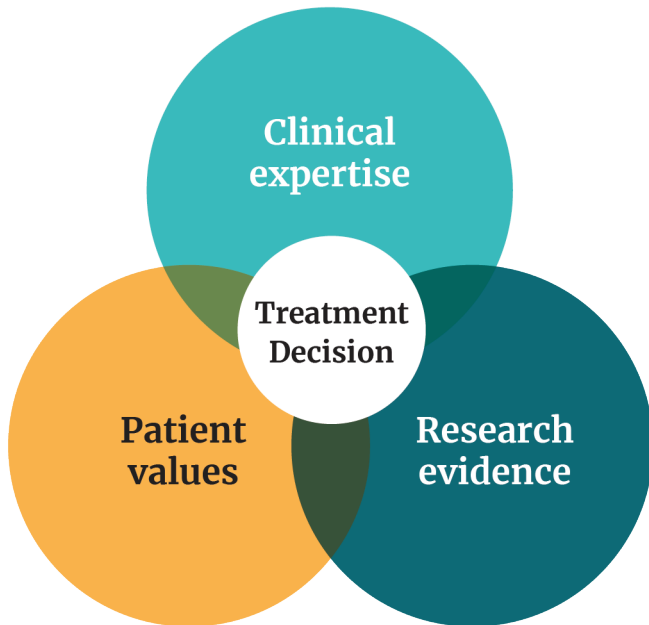 Clinical
expertise
Treatment
Decision
Patient
values
Research
evidence